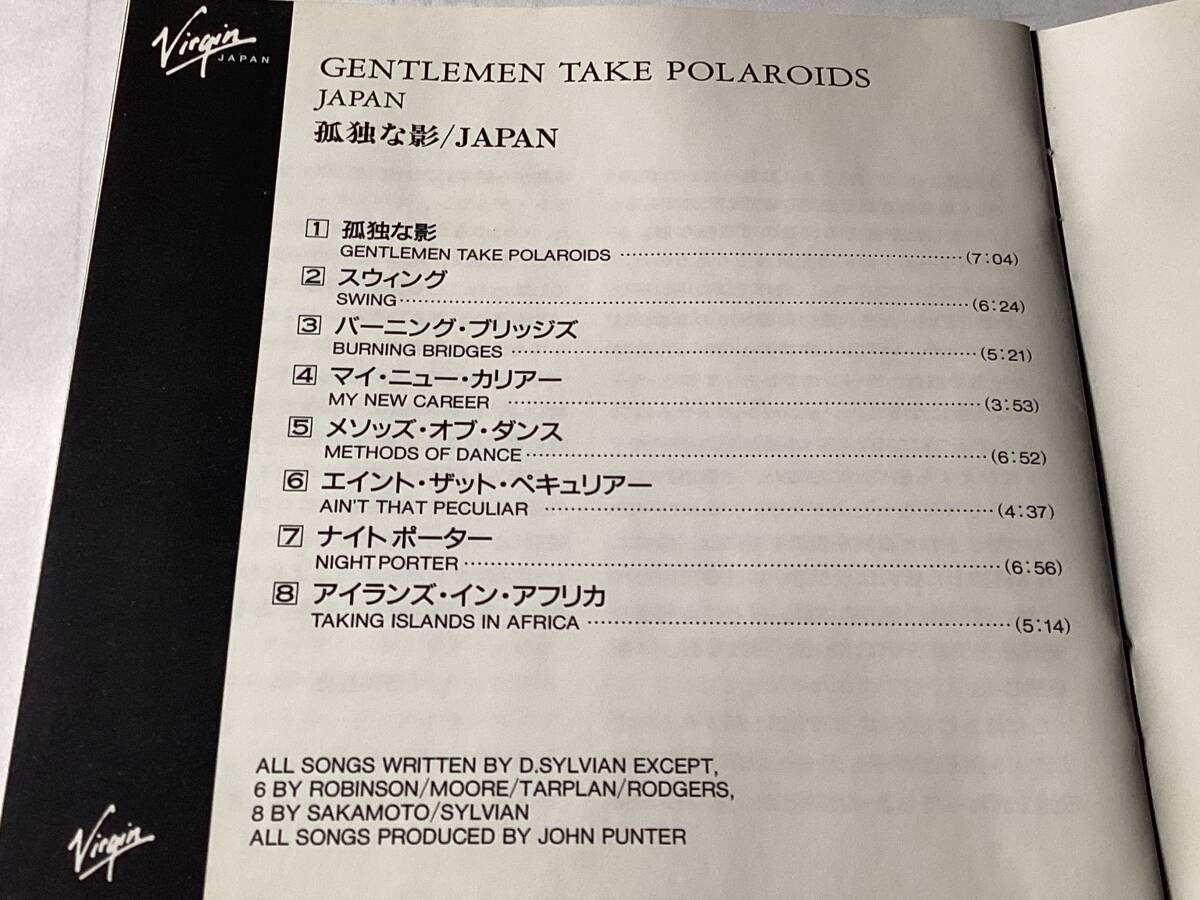 Virgin
JAPAN
GENTLEMEN TAKE POLAROIDS
JAPAN
孤独な影/JAPAN
1 孤独な影
GENTLEMEN TAKE POLAROIDS ……………………………………(7:04)
2 スウィング
SWING……………………………………………………………(6:24)
3 バーニング・ブリッジズ
BURNING BRIDGES ………………………………………………(5:21)
4 マイ・ニュー・カリアー
MY NEW CAREER ………………………………………………(3:53)
5 メソッズ・オブ・ダンス
METHODS OF DANCE………………………………………………(6:52)
6 エイント・ザット・ペキュリアー
AIN'T THAT PECULIAR ……………………………………………(4:37)
7 ナイト ポーター
NIGHT PORTER………………………………………………………(6:56)
8 アイランズ・イン・アフリカ
TAKING ISLANDS IN AFRICA …………………………………………(5:14)
ALL SONGS WRITTEN BY D.SYLVIAN EXCEPT,
6 BY ROBINSON/MOORE/TARPLAN/RODGERS,
8 BY SAKAMOTO/SYLVIAN
ALL SONGS PRODUCED BY JOHN PUNTER
Virgin